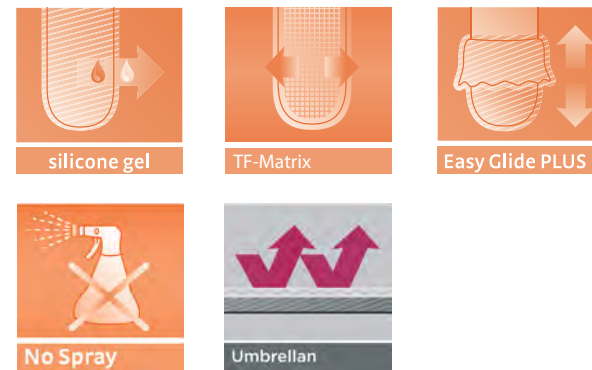 silicone gel
TF-Matrix
Easy Glide PLUS
No Spray
Umbrellan